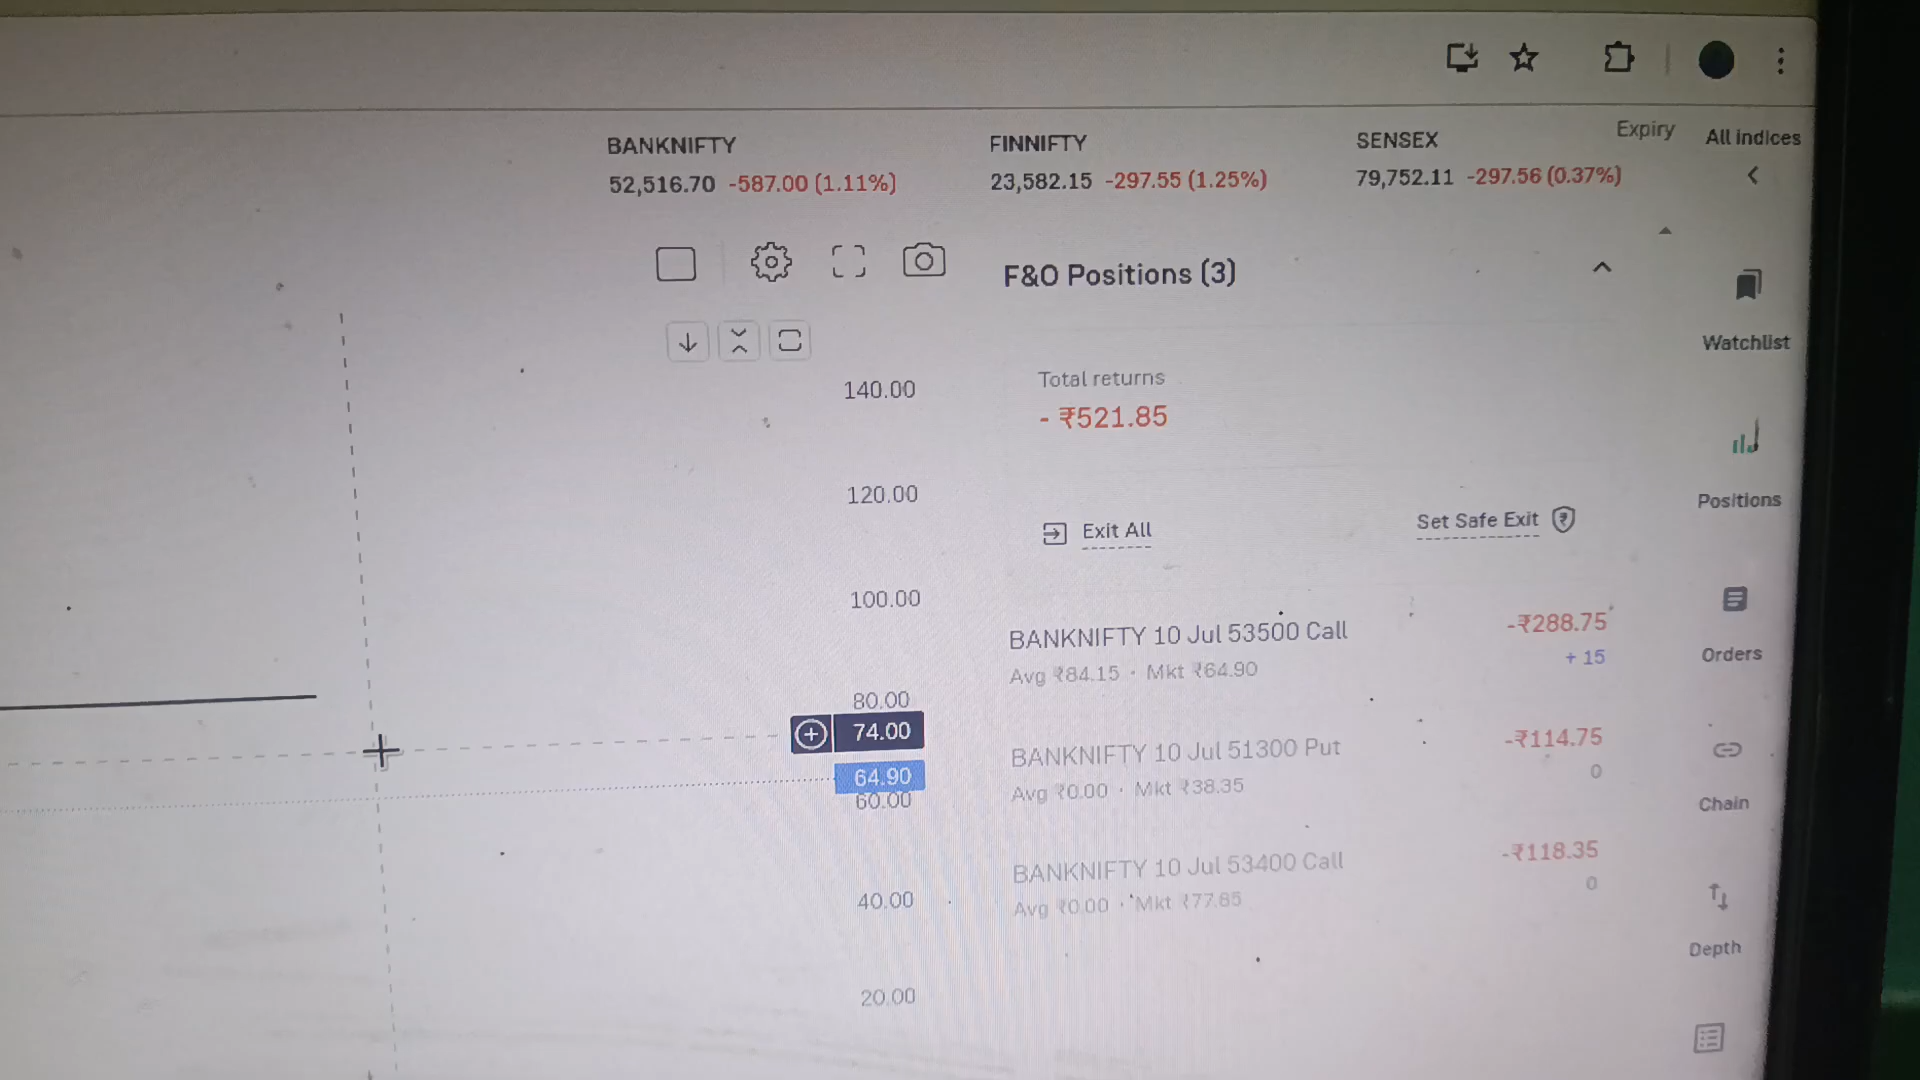 BANKNIFTY
52,516.70 -587.00 (1.11%)
FINNIFTY
23,582.15 -297.55 (1.25%)
SENSEX
79,752.11 -297.56 (0.37%)
Expiry
All indices
F&O Positions (3)
Total returns
- ₹521.85
Exit All
Set Safe Exit
BANKNIFTY 10 Jul 53500 Call
-₹288.75
Avg ₹84.15 · Mkt ₹64.90
+ 15
BANKNIFTY 10 Jul 51300 Put
-₹114.75
Avg ₹0.00 · Mkt ₹38.35
0
BANKNIFTY 10 Jul 53400 Call
-₹118.35
Avg ₹0.00 · Mkt ₹77.85
0
140.00
120.00
100.00
80.00
74.00
64.90
60.00
40.00
20.00
Watchlist
Positions
Orders
Chain
Depth